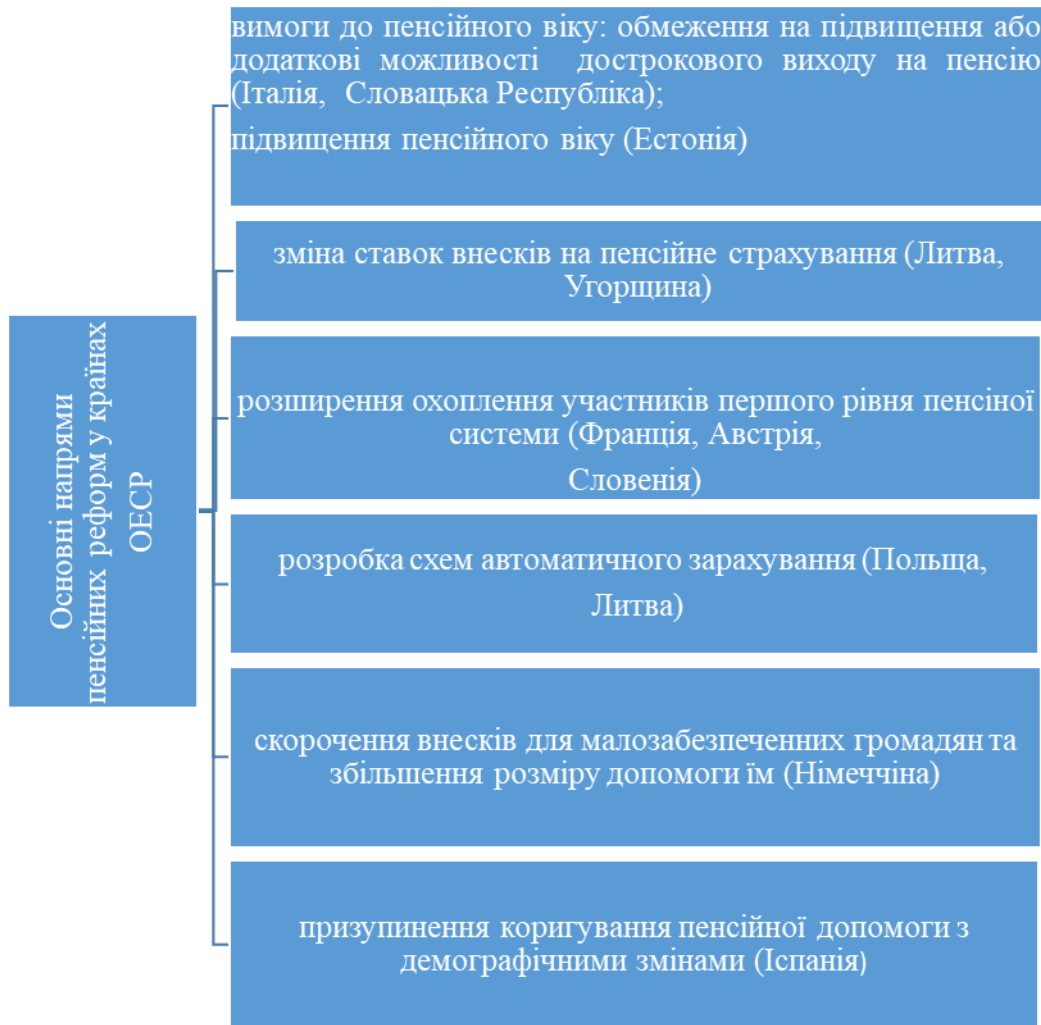 вимоги до пенсійного віку: обмеження на підвищення або
додаткові можливості дострокового виходу на пенсію
(Італія, Словацька Республіка);
підвищення пенсійного віку (Естонія)
зміна ставок внесків на пенсійне страхування (Литва,
Угорщина)
Основні напрями
пенсійних реформ у країнах
ОЕСР
розширення охоплення участників першого рівня пенсіної
системи (Франція, Австрія,
Словенія)
розробка схем автоматичного зарахування (Польща,
Литва)
скорочення внесків для малозабезпеченних громадян та
збільшення розміру допомоги їм (Німеччіна)
призупинення коригування пенсійної допомоги з
демографічними змінами (Іспанія)